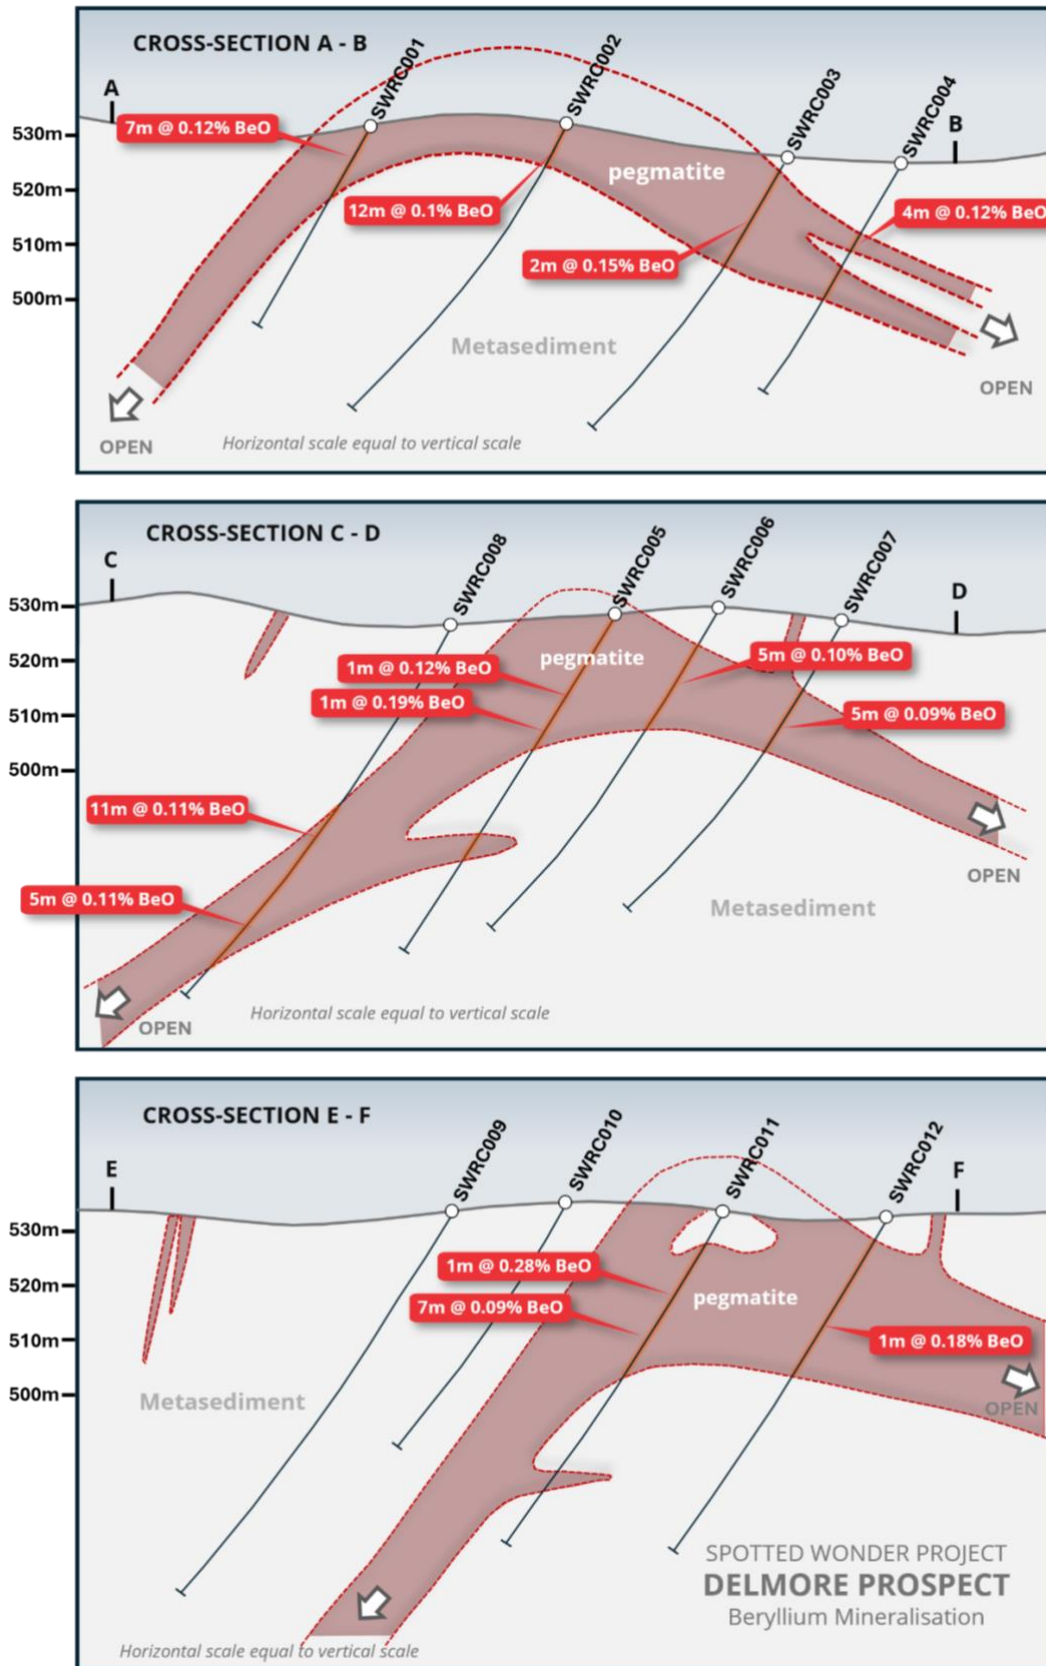 CROSS-SECTION A - B
SWRC001
SWRC002
SWRC003
SWRC004
A
B
530m
520m
510m
500m
7m @ 0.12% BeO
12m @ 0.1% BeO
2m @ 0.15% BeO
4m @ 0.12% BeO
pegmatite
Metasediment
OPEN
OPEN
Horizontal scale equal to vertical scale
CROSS-SECTION C - D
SWRC008
SWRC005
SWRC006
SWRC007
C
D
530m
520m
510m
500m
pegmatite
1m @ 0.12% BeO
1m @ 0.19% BeO
5m @ 0.10% BeO
5m @ 0.09% BeO
11m @ 0.11% BeO
5m @ 0.11% BeO
OPEN
Metasediment
OPEN
Horizontal scale equal to vertical scale
CROSS-SECTION E - F
SWRC009
SWRC010
SWRC011
SWRC012
E
F
530m
520m
510m
500m
1m @ 0.28% BeO
7m @ 0.09% BeO
pegmatite
1m @ 0.18% BeO
Metasediment
OPEN
SPOTTED WONDER PROJECT
DELMORE PROSPECT
Beryllium Mineralisation
Horizontal scale equal to vertical scale